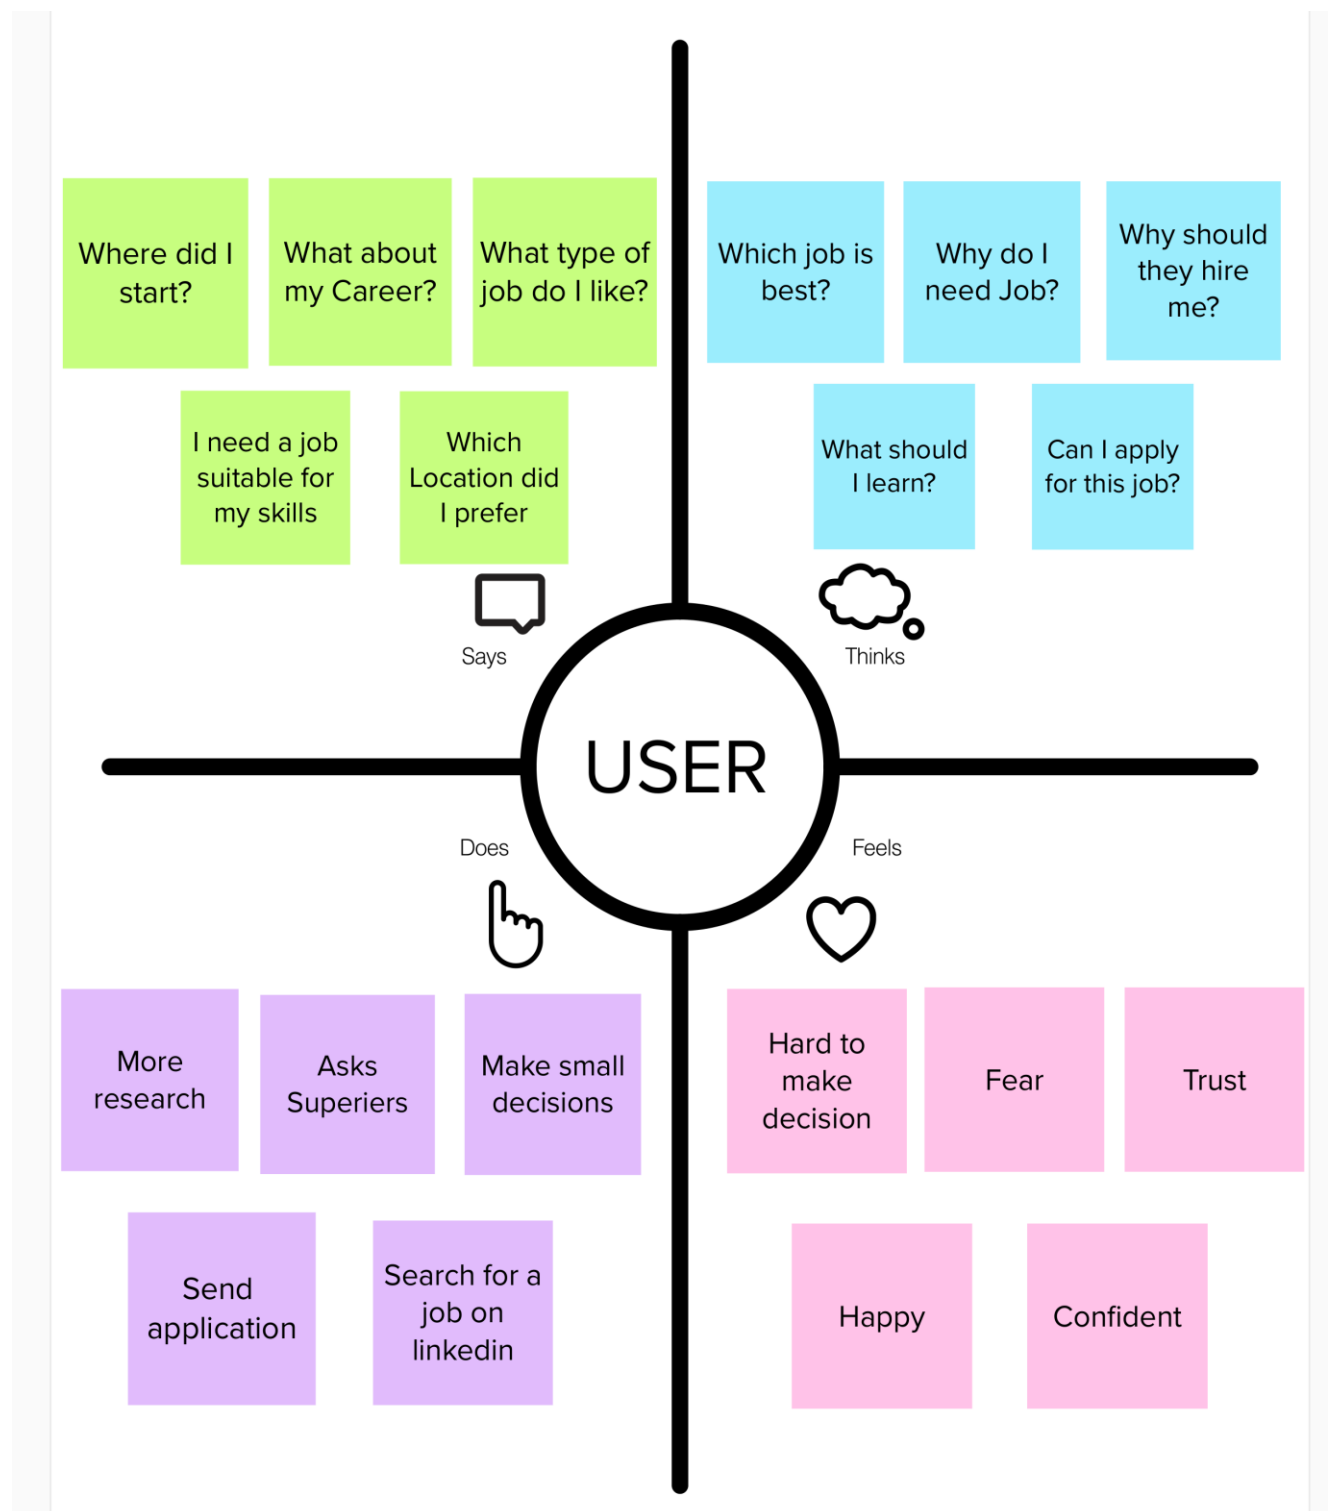 Where did I
start?
What about
my Career?
What type of
job do I like?
I need a job
suitable for
my skills
Which
Location did
I prefer
Says
Which job is
best?
Why do I
need Job?
Why should
they hire
me?
What should
I learn?
Can I apply
for this job?
Thinks
USER
Does
More
research
Asks
Superiers
Make small
decisions
Send
application
Search for a
job on
linkedin
Feels
Hard to
make
decision
Fear
Trust
Happy
Confident